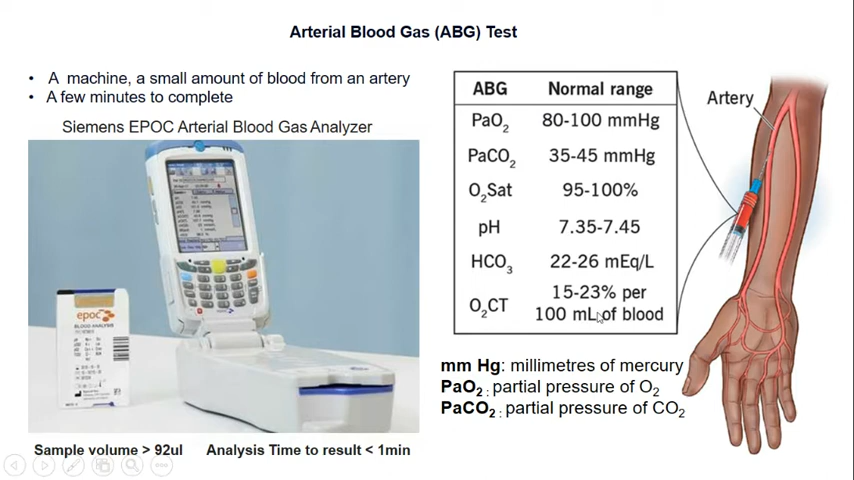 Arterial Blood Gas (ABG) Test
• A machine, a small amount of blood from an artery
• A few minutes to complete
Siemens EPOC Arterial Blood Gas Analyzer
epoc
BLOOD ANALYSIS
Sample volume > 92ul
Analysis Time to result < 1min
ABG Normal range
PaO₂ 80-100 mmHg
PaCO₂ 35-45 mmHg
O₂Sat 95-100%
pH 7.35-7.45
HCO₃ 22-26 mEq/L
O₂CT 15-23% per
100 mL of blood
Artery
mm Hg: millimetres of mercury
PaO₂ : partial pressure of O₂
PaCO₂ : partial pressure of CO₂